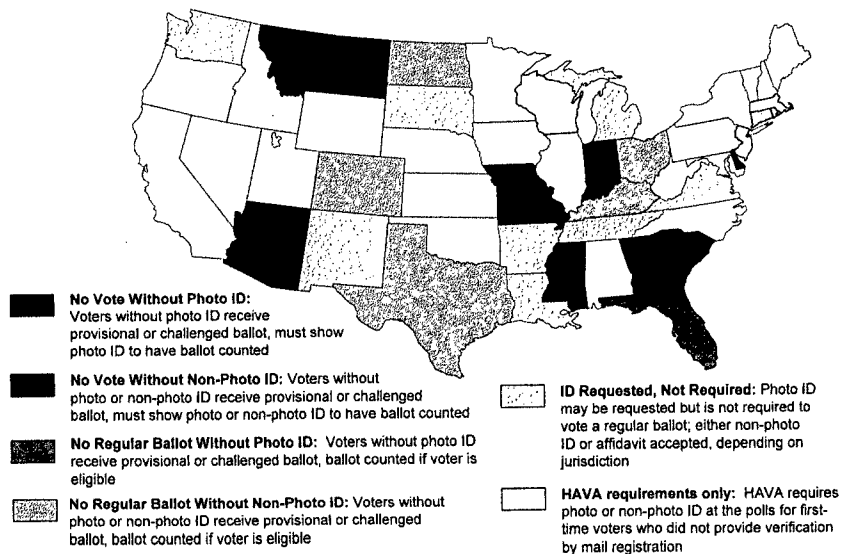 No Vote Without Photo ID:
Voters without photo ID receive
provisional or challenged ballot, must show
photo ID to have ballot counted
No Vote Without Non-Photo ID: Voters without
photo or non-photo ID receive provisional or challenged
ballot, must show photo or non-photo ID to have ballot counted
No Regular Ballot Without Photo ID: Voters without photo ID
receive provisional or challenged ballot, ballot counted if voter is
eligible
No Regular Ballot Without Non-Photo ID: Voters without
photo or non-photo ID receive provisional or challenged
ballot, ballot counted if voter is eligible
ID Requested, Not Required: Photo ID
may be requested but is not required to
vote a regular ballot; either non-photo
ID or affidavit accepted, depending on
jurisdiction
HAVA requirements only: HAVA requires
photo or non-photo ID at the polls for first-
time voters who did not provide verification
by mail registration